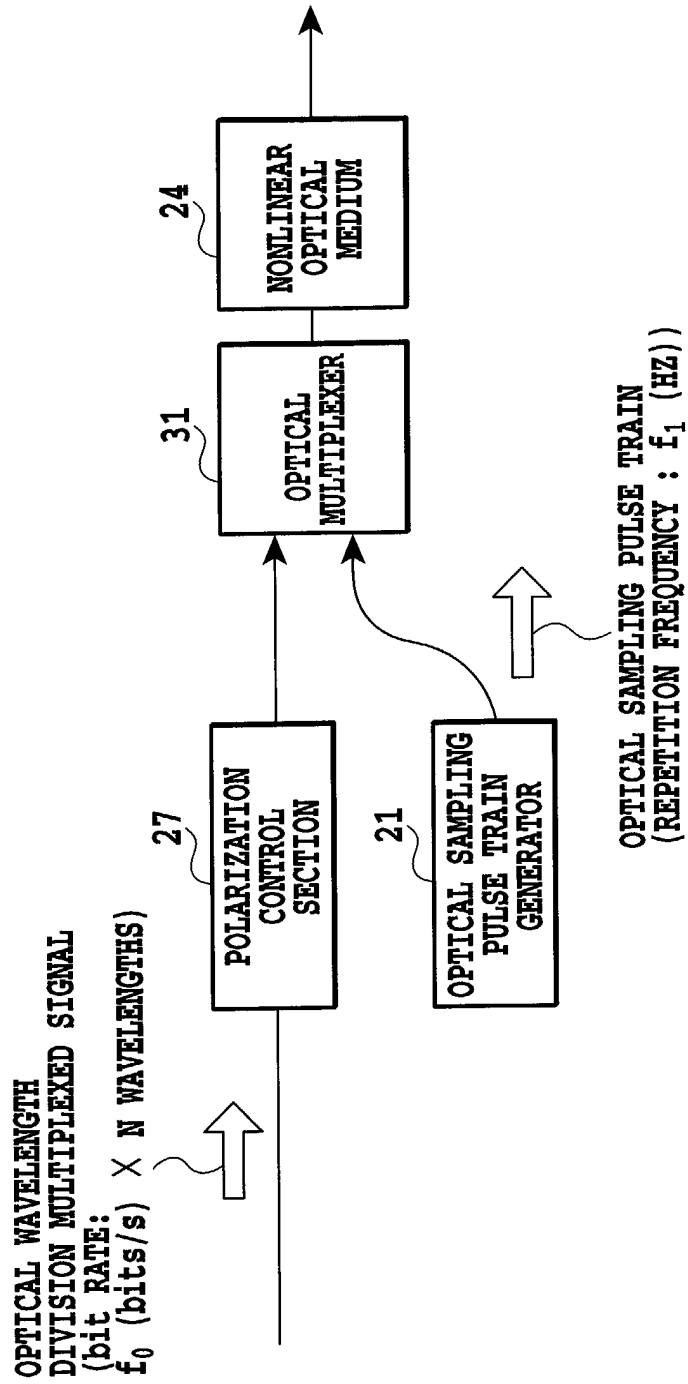 OPTICAL WAVELENGTH
DIVISION MULTIPLEXED SIGNAL
(bit RATE:
f₀ (bits/s) × N WAVELENGTHS)
27
POLARIZATION
CONTROL
SECTION
21
OPTICAL SAMPLING
PULSE TRAIN
GENERATOR
31
OPTICAL
MULTIPLEXER
24
NONLINEAR
OPTICAL
MEDIUM
OPTICAL SAMPLING PULSE TRAIN
(REPETITION FREQUENCY : f₁ (HZ))